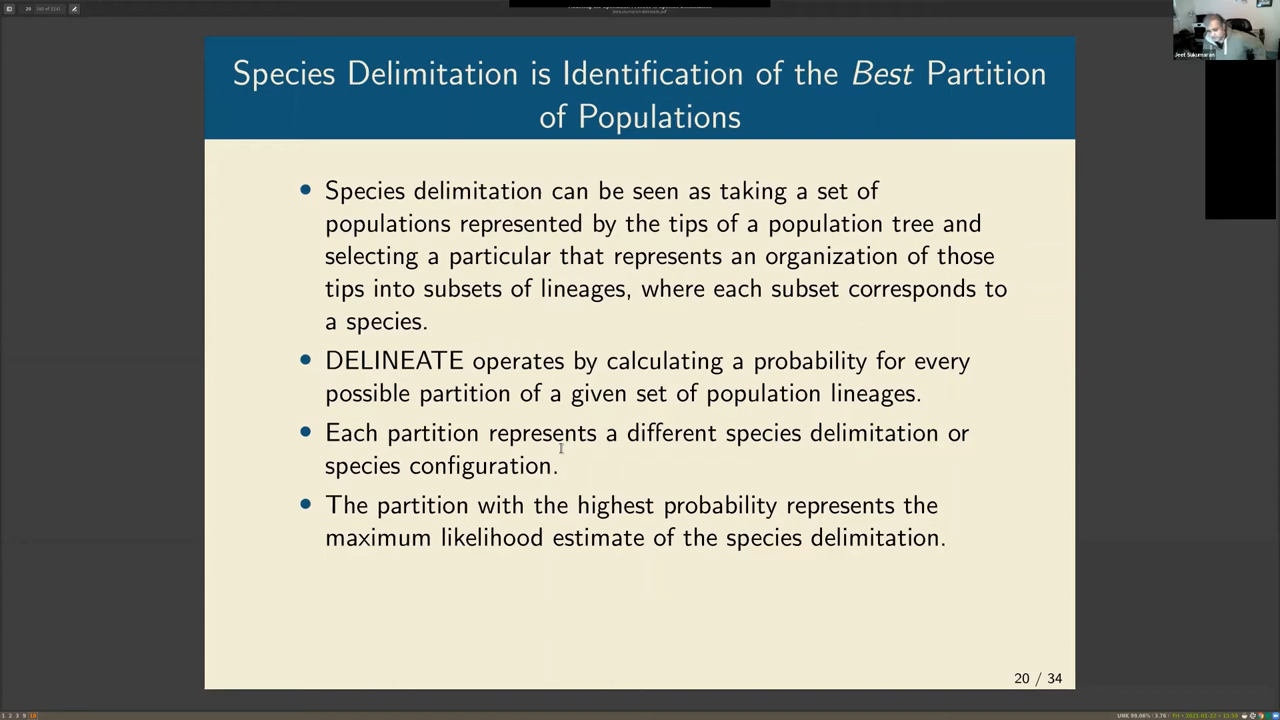 Species Delimitation is Identification of the Best Partition
of Populations
Species delimitation can be seen as taking a set of
populations represented by the tips of a population tree and
selecting a particular that represents an organization of those
tips into subsets of lineages, where each subset corresponds to
a species.
DELINEATE operates by calculating a probability for every
possible partition of a given set of population lineages.
Each partition represents a different species delimitation or
species configuration.
The partition with the highest probability represents the
maximum likelihood estimate of the species delimitation.
20 / 34
Jeet Sukumaran